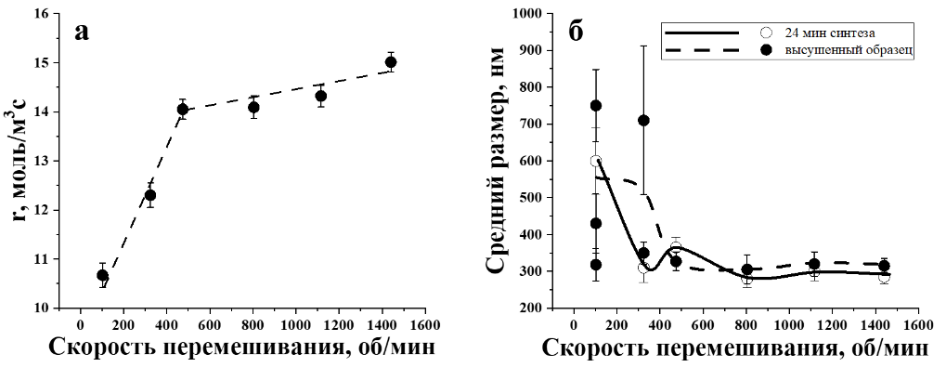 а
15
14
13
12
11
10
0 200 400 600 800 1000 1200 1400 1600
r, моль/м³с
Скорость перемешивания, об/мин
б
24 мин синтеза
высушенный образец
1000
900
800
700
600
500
400
300
200
0 200 400 600 800 1000 1200 1400 1600
Средний размер, нм
Скорость перемешивания, об/мин